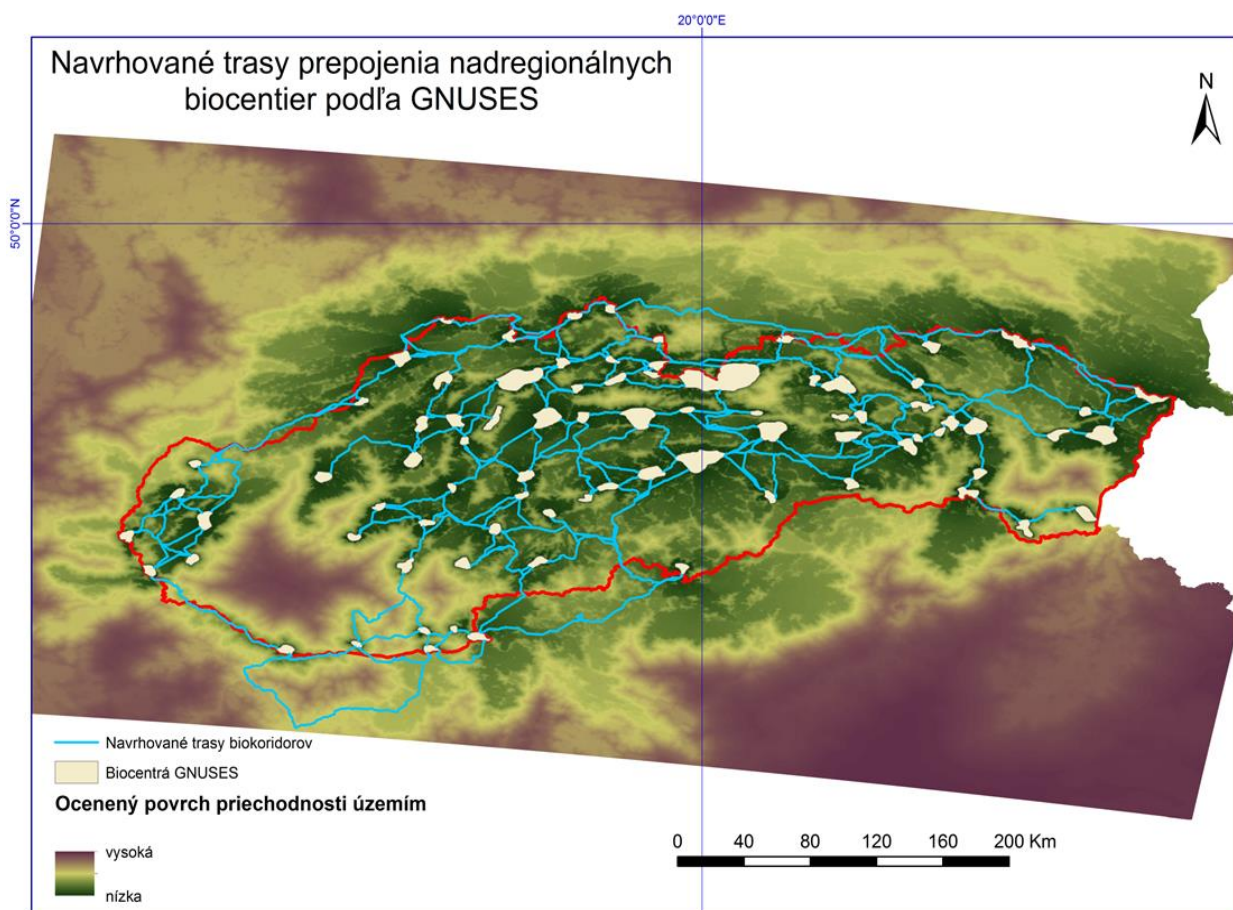 20°0'0"E
Navrhované trasy prepojenia nadregionálnych
biocentier podľa GNUSES
N
50°0'0"N
Navrhované trasy biokoridorov
Biocentrá GNUSES
Ocenený povrch priechodnosti územím
vysoká
nízka
0 40 80 120 160 200 Km